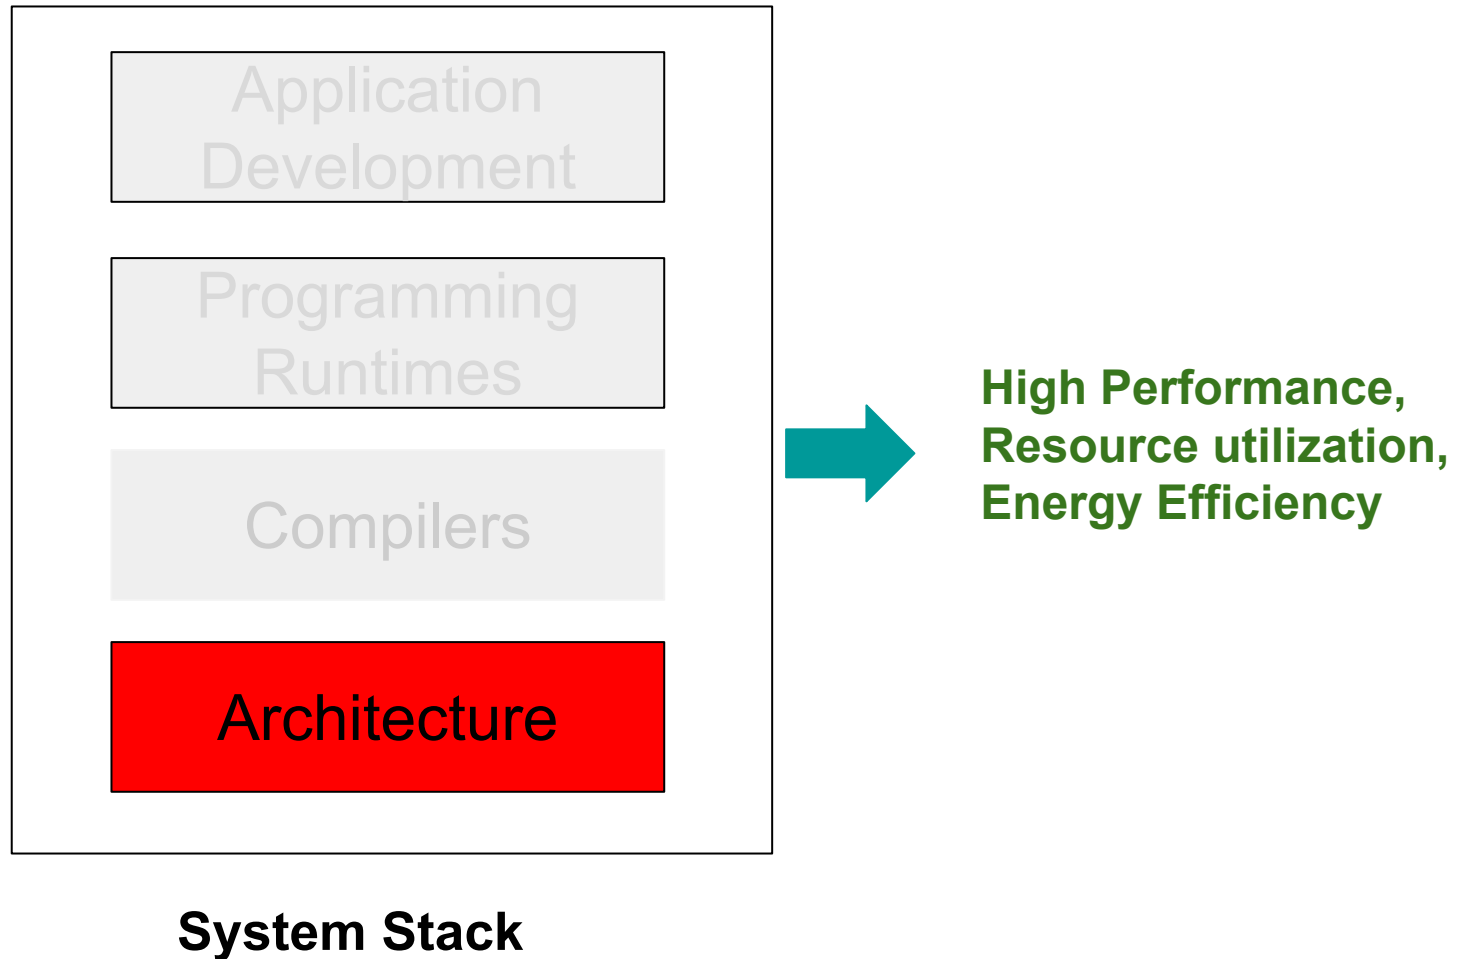 Application
Development
Programming
Runtimes
Compilers
Architecture
High Performance,
Resource utilization,
Energy Efficiency
System Stack